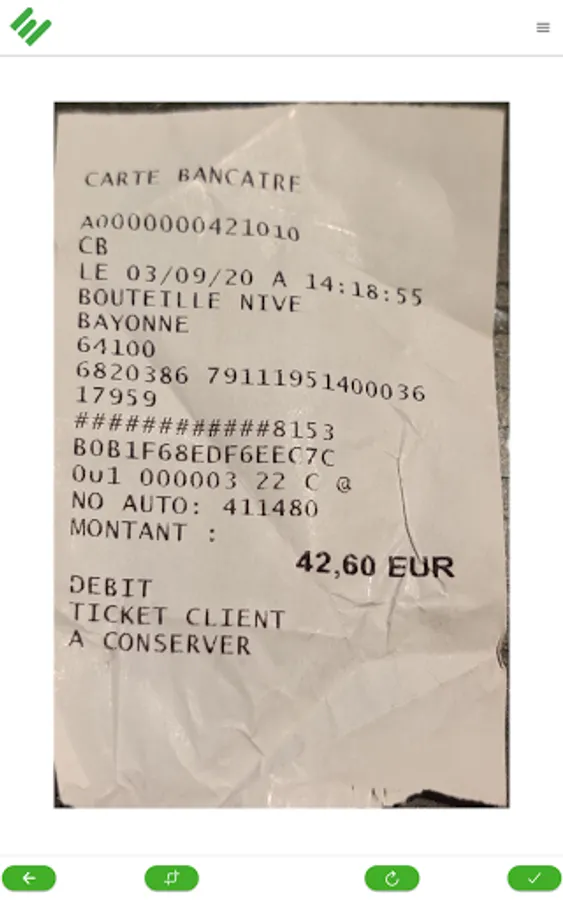 CARTE BANCAIRE
A0000000421010
CB
LE 03/09/20 A 14:18:55
BOUTEILLE NIVE
BAYONNE
64100
6820386 79111951400036
17959
############8153
B0B1F68EDF6EEC7C
001 000003 22 C @
NO AUTO: 411480
MONTANT :
42,60 EUR
DEBIT
TICKET CLIENT
A CONSERVER